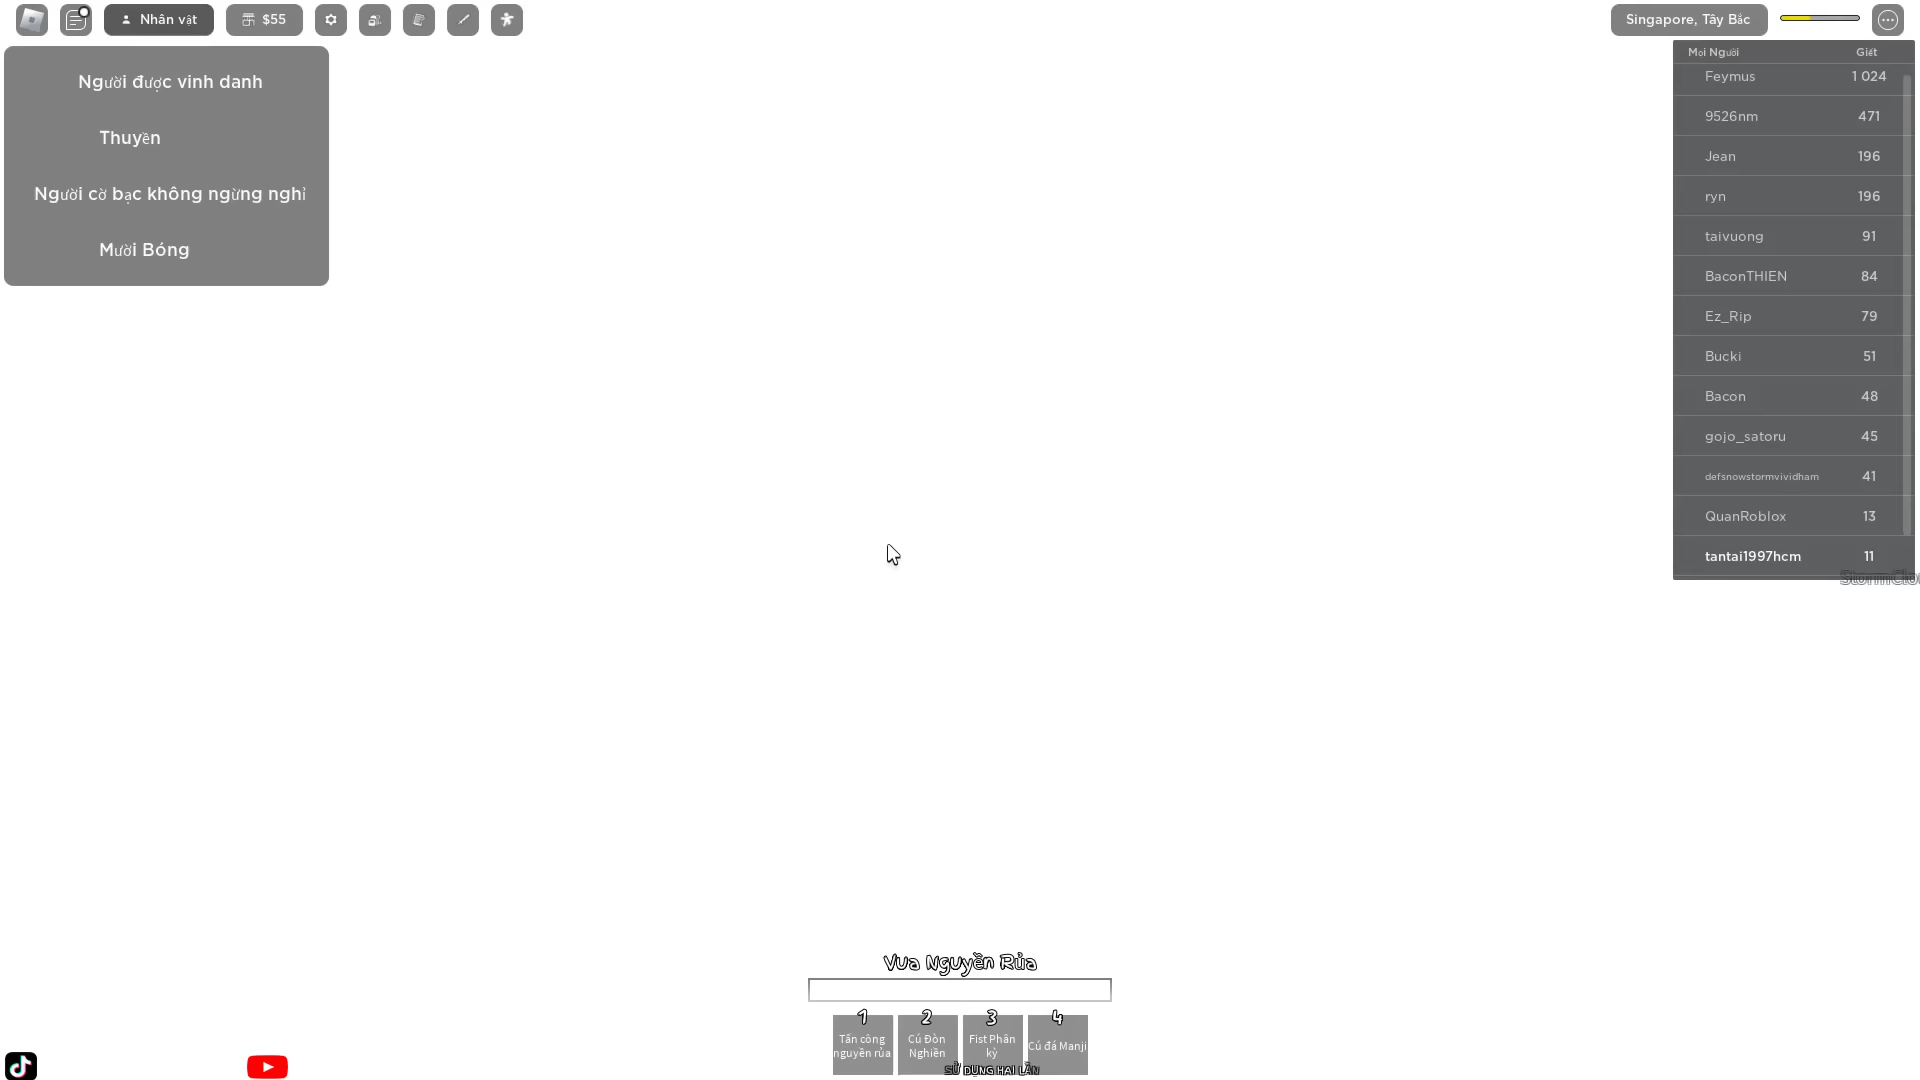 Nhân vật
$55
Singapore, Tây Bắc
Người được vinh danh
Thuyền
Người cờ bạc không ngừng nghỉ
Mười Bóng
Mọi Người Giết
Feymus 1 024
9526nm 471
Jean 196
ryn 196
taivuong 91
BaconTHIEN 84
Ez_Rip 79
Bucki 51
Bacon 48
gojo_satoru 45
defsnowstormvividham 41
QuanRoblox 13
tantai1997hcm 11
Vua Nguyền Rủa
1 2 3 4
Tấn công nguyền rủa
Cú Đòn Nghiền
Fist Phân kỳ
Cú đá Manji
SỬ DỤNG HAI LẦN